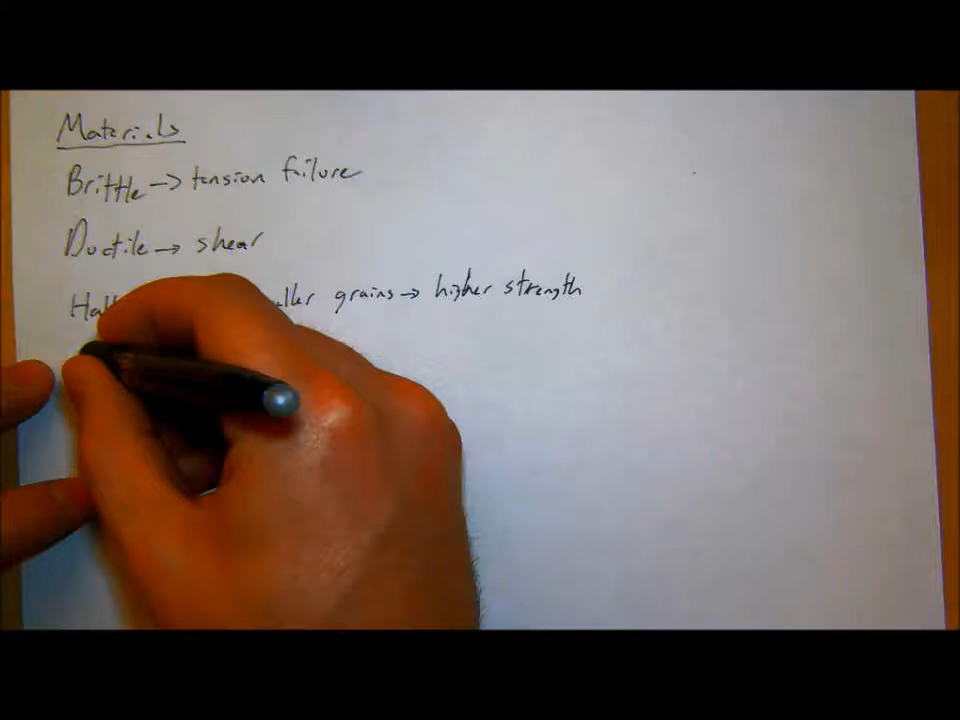 Materials
Brittle → tension failure
Ductile → shear
grains → higher strength